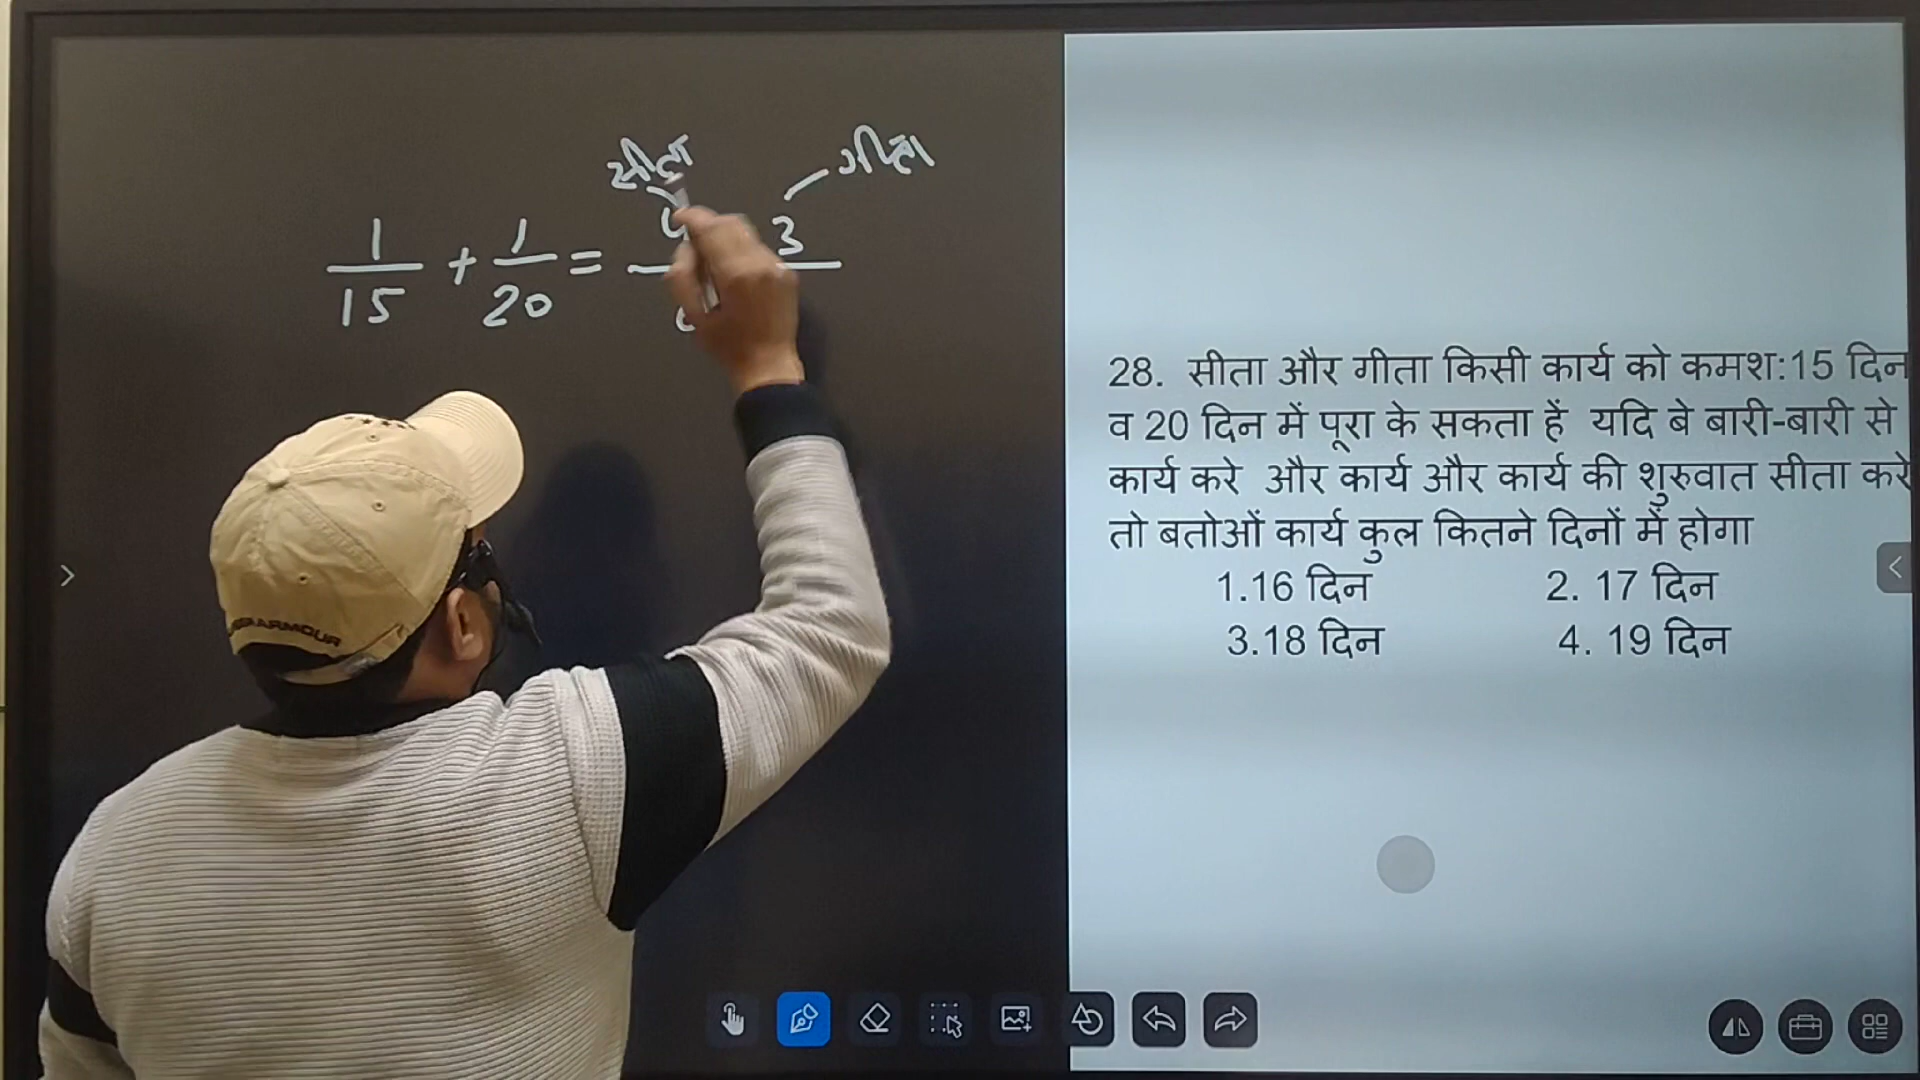 सीता गीता
1/15 + 1/20 = 4 3
28. सीता और गीता किसी कार्य को कमश:15 दिन
व 20 दिन में पूरा के सकता हें यदि बे बारी-बारी से
कार्य करे और कार्य और कार्य की शुरुवात सीता करे
तो बतोओं कार्य कुल कितने दिनों में होगा
1.16 दिन 2. 17 दिन
3.18 दिन 4. 19 दिन